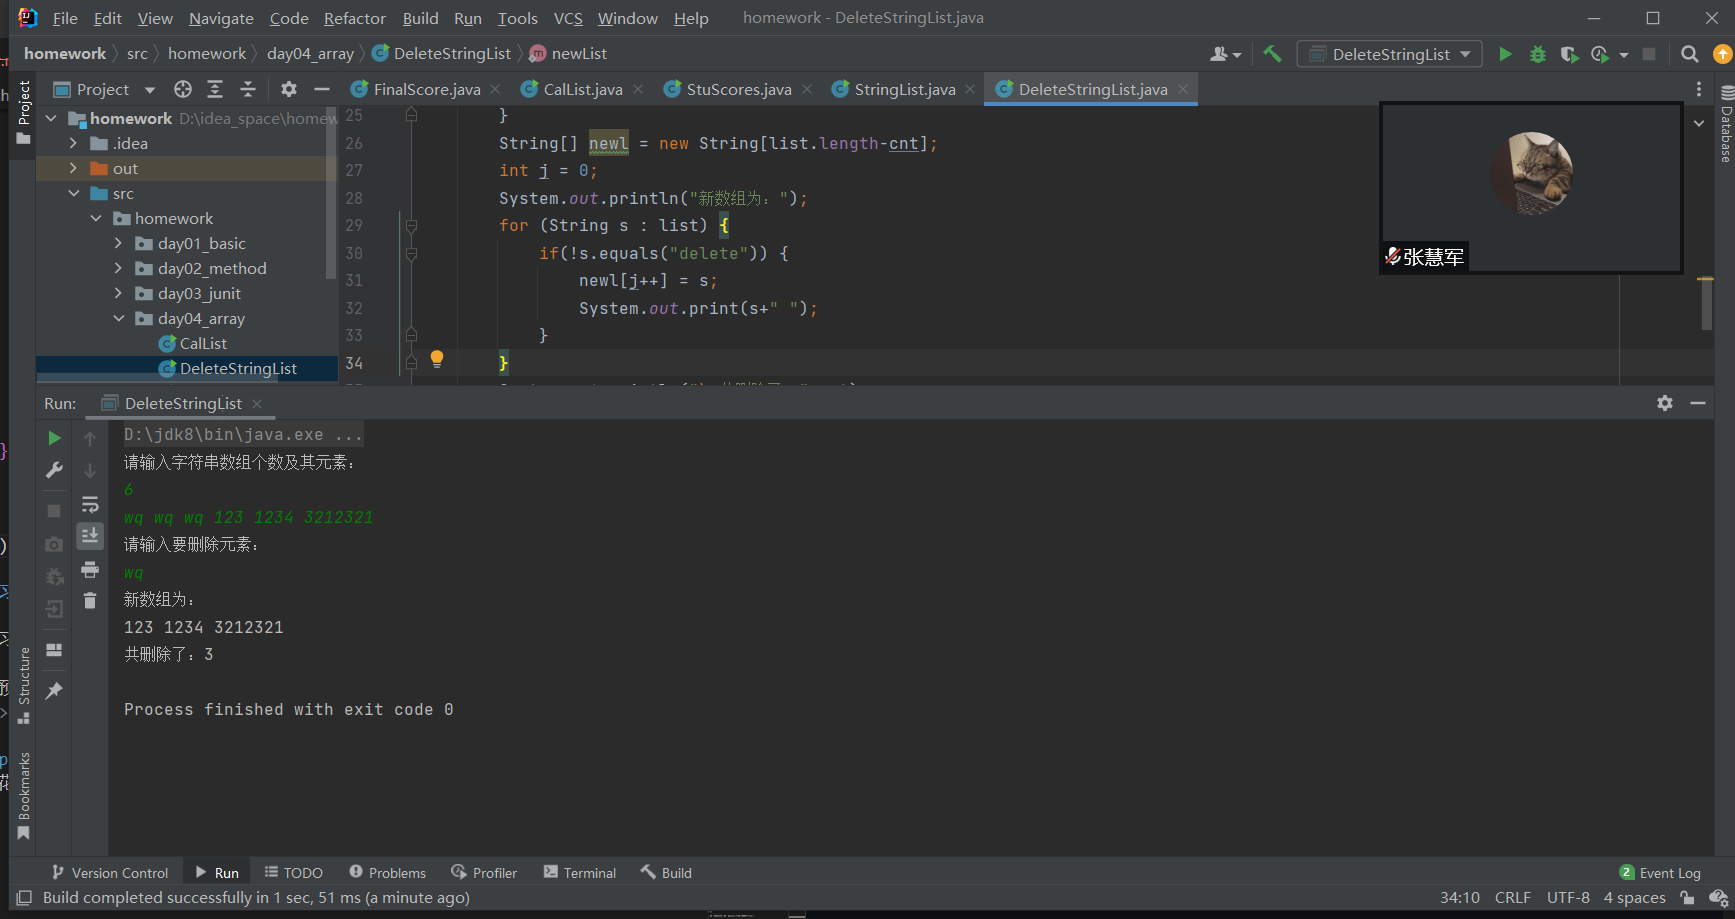 File Edit View Navigate Code Refactor Build Run Tools VCS Window Help homework - DeleteStringList.java
homework src homework day04_array DeleteStringList newList DeleteStringList
Project FinalScore.java CalList.java StuScores.java StringList.java DeleteStringList.java
Project
Database
Structure
Bookmarks
homework D:\idea_space\homew
.idea
out
src
homework
day01_basic
day02_method
day03_junit
day04_array
CalList
DeleteStringList
25 }
26 String[] newl = new String[list.length-cnt];
27 int j = 0;
28 System.out.println("新数组为: ");
29 for (String s : list) {
30 if(!s.equals("delete")) {
31 newl[j++] = s;
32 System.out.print(s+" ");
33 }
34 }
张慧军
Run: DeleteStringList
D:\jdk8\bin\java.exe ...
请输入字符串数组个数及其元素:
6
wq wq wq 123 1234 3212321
请输入要删除元素:
wq
新数组为:
123 1234 3212321
共删除了: 3
Process finished with exit code 0
Version Control Run TODO Problems Profiler Terminal Build 2 Event Log
Build completed successfully in 1 sec, 51 ms (a minute ago) 34:10 CRLF UTF-8 4 spaces